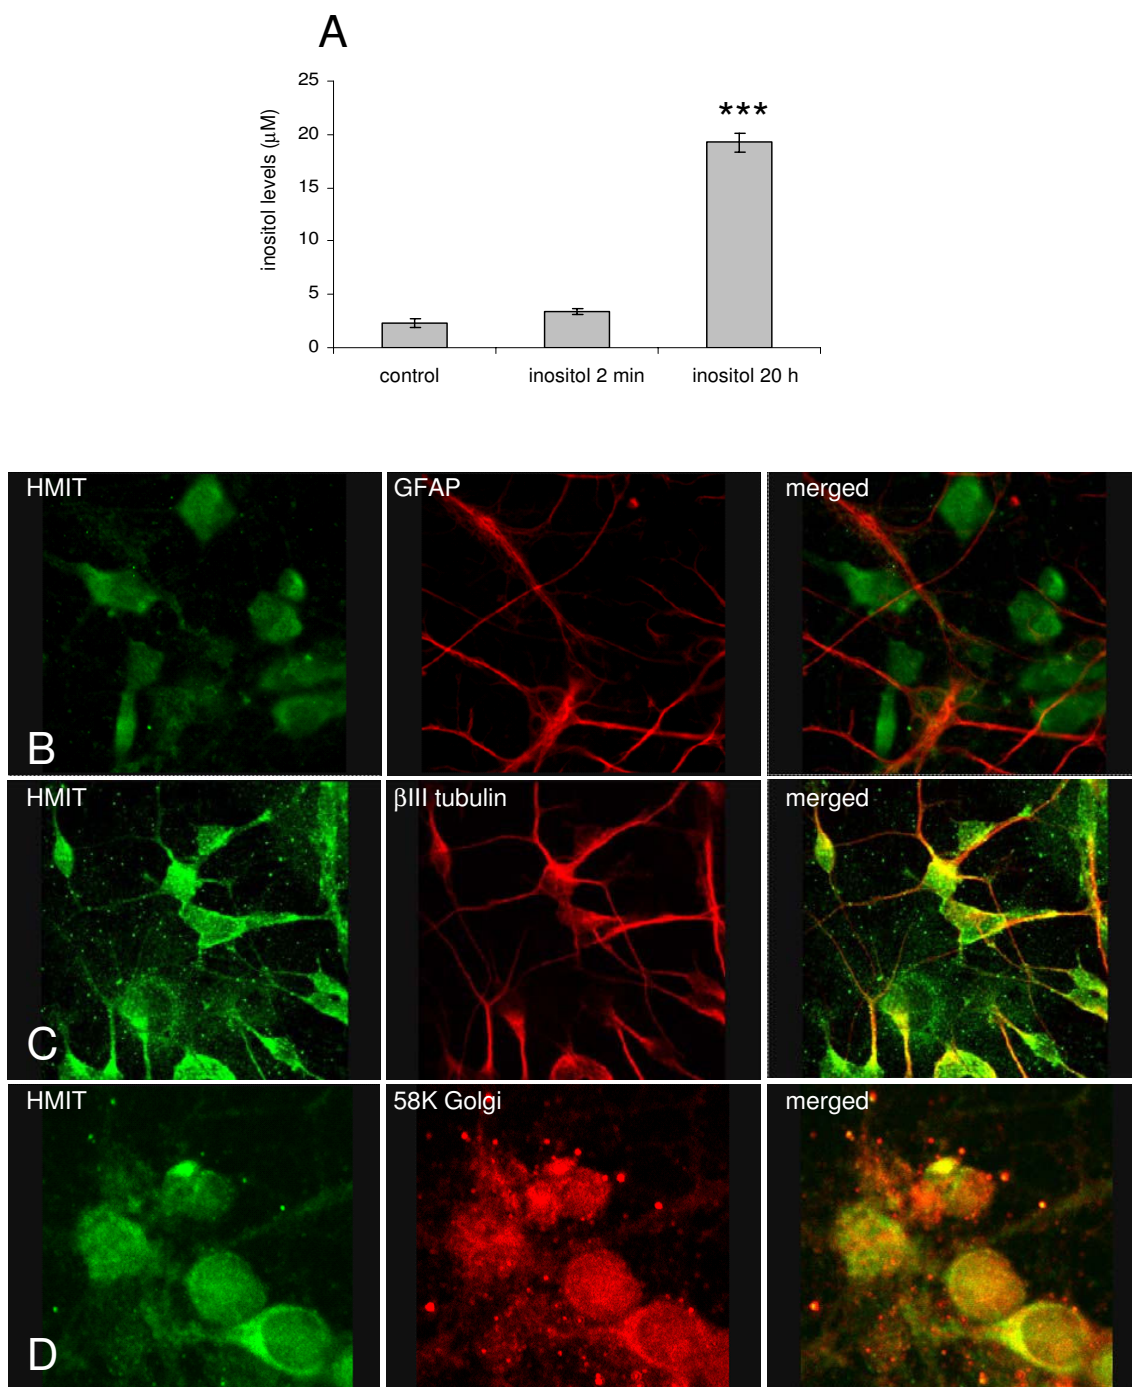 A
25
20
15
10
5
0
inositol levels (μM)
***
control
inositol 2 min
inositol 20 h
HMIT
GFAP
merged
B
HMIT
βIII tubulin
merged
C
HMIT
58K Golgi
merged
D